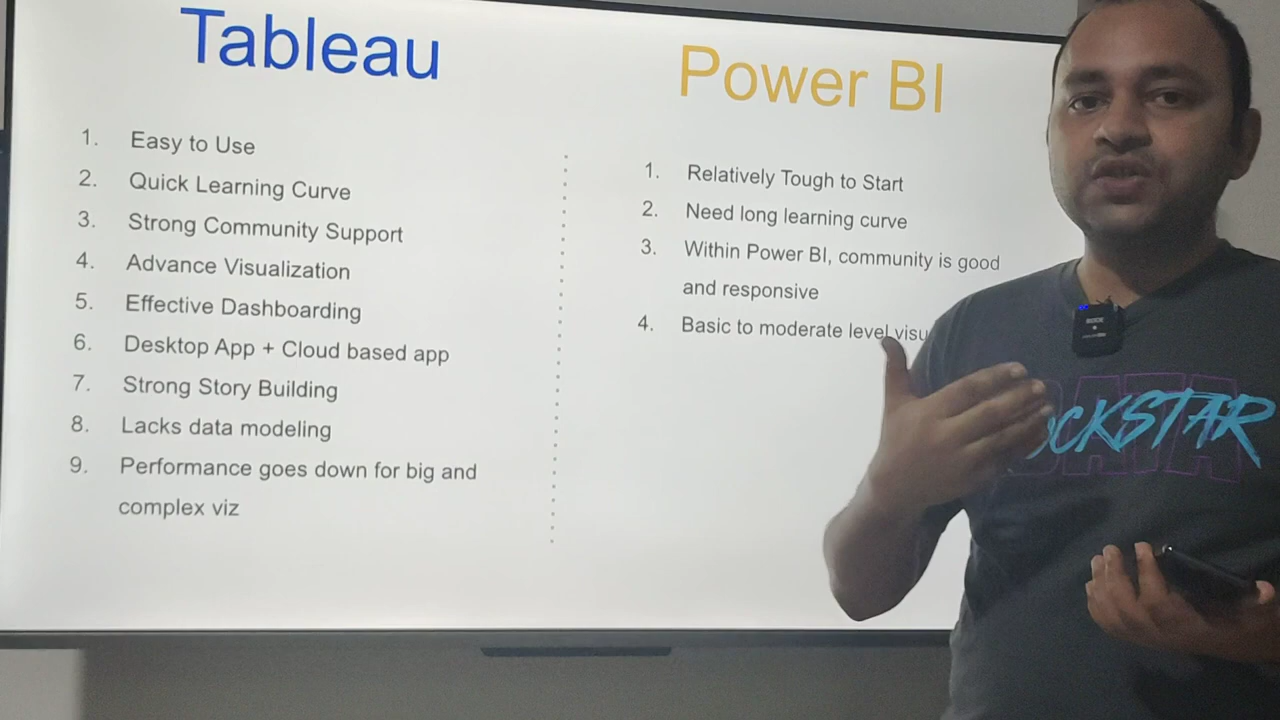 Tableau
1. Easy to Use
2. Quick Learning Curve
3. Strong Community Support
4. Advance Visualization
5. Effective Dashboarding
6. Desktop App + Cloud based app
7. Strong Story Building
8. Lacks data modeling
9. Performance goes down for big and
complex viz
Power BI
1. Relatively Tough to Start
2. Need long learning curve
3. Within Power BI, community is good
and responsive
4. Basic to moderate level visu
DATA
OCKSTAR